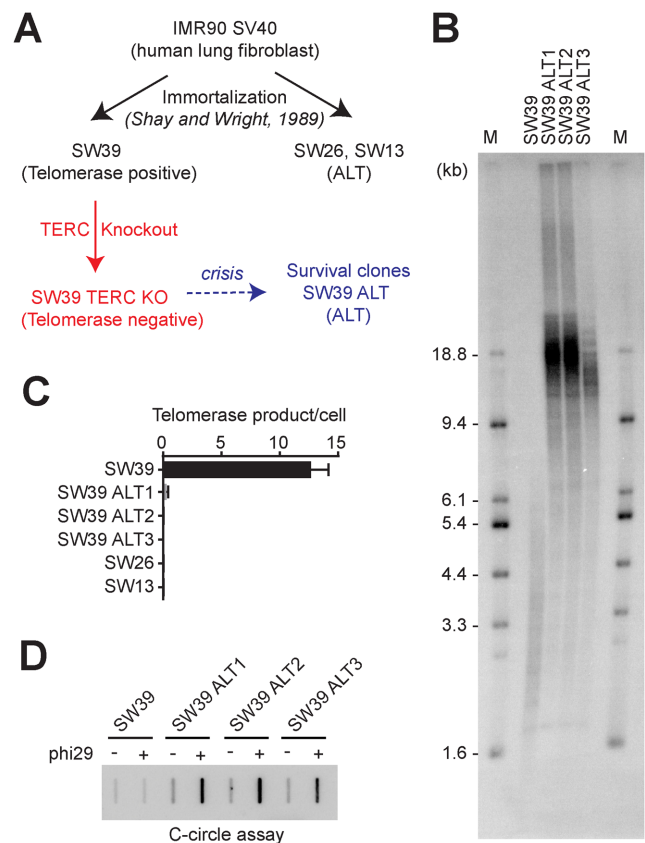 A
IMR90 SV40
(human lung fibroblast)
Immortalization
(Shay and Wright, 1989)
SW39
(Telomerase positive)
SW26, SW13
(ALT)
TERC Knockout
SW39 TERC KO
(Telomerase negative)
crisis
Survival clones
SW39 ALT
(ALT)
B
M
SW39
SW39 ALT1
SW39 ALT2
SW39 ALT3
M
(kb)
18.8
9.4
6.1
5.4
4.4
3.3
1.6
C
Telomerase product/cell
0 5 10 15
SW39
SW39 ALT1
SW39 ALT2
SW39 ALT3
SW26
SW13
D
SW39 SW39 ALT1 SW39 ALT2 SW39 ALT3
phi29 - + - + - + - +
C-circle assay